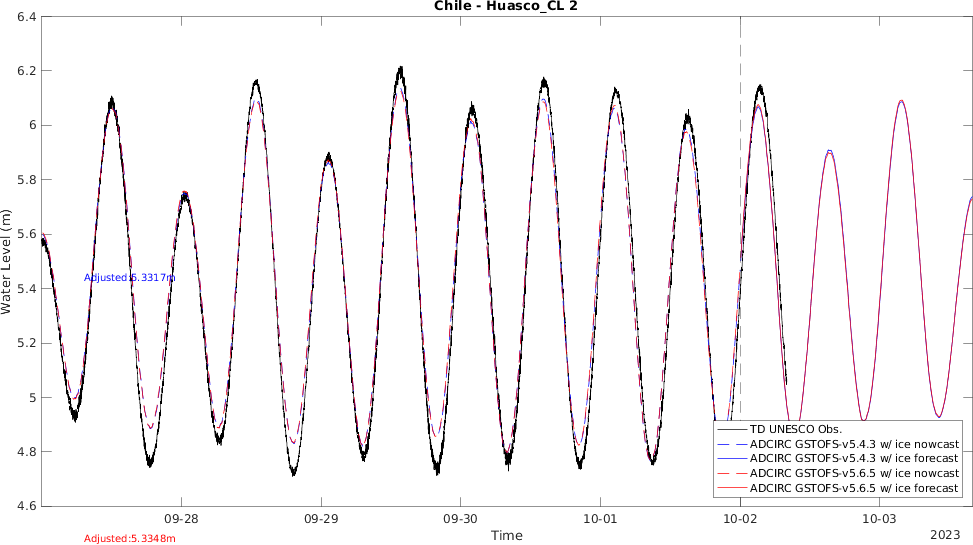 Chile - Huasco_CL 2
6.4
6.2
6
5.8
5.6
5.4
5.2
5
4.8
4.6
Water Level (m)
Adjusted:5.3317m
TD UNESCO Obs.
ADCIRC GSTOFS-v5.4.3 w/ ice nowcast
ADCIRC GSTOFS-v5.4.3 w/ ice forecast
ADCIRC GSTOFS-v5.6.5 w/ ice nowcast
ADCIRC GSTOFS-v5.6.5 w/ ice forecast
09-28 09-29 09-30 10-01 10-02 10-03
Time
2023
Adjusted:5.3348m